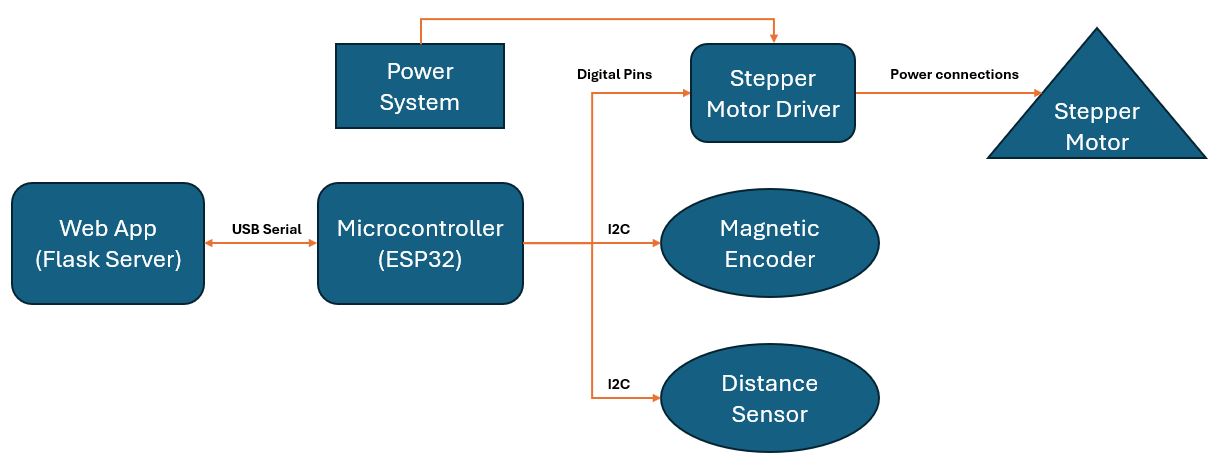 Power
System
Digital Pins
Stepper
Motor Driver
Power connections
Stepper
Motor
Web App
(Flask Server)
USB Serial
Microcontroller
(ESP32)
I2C
Magnetic
Encoder
I2C
Distance
Sensor